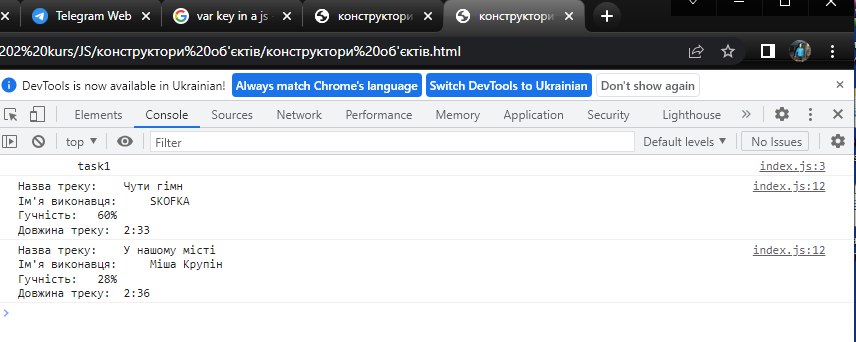 Telegram Web
var key in a js
конструктори
конструктори
202%20kurs/JS/конструктори%20об'єктів/конструктори%20об'єктів.html
DevTools is now available in Ukrainian! Always match Chrome's language Switch DevTools to Ukrainian Don't show again
Elements Console Sources Network Performance Memory Application Security Lighthouse
top Filter Default levels No Issues
task1 index.js:3
Назва треку: Чути гімн index.js:12
Ім'я виконавця: SKOFKA
Гучність: 60%
Довжина треку: 2:33
Назва треку: У нашому місті index.js:12
Ім'я виконавця: Міша Крупін
Гучність: 28%
Довжина треку: 2:36